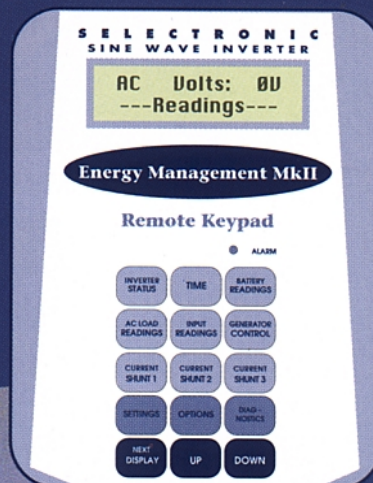 SELECTRONIC
SINE WAVE INVERTER
AC Volts: 0V
---Readings---
Energy Management MkII
Remote Keypad
ALARM
INVERTER STATUS
TIME
BATTERY READINGS
AC LOAD READINGS
INPUT READINGS
GENERATOR CONTROL
CURRENT SHUNT 1
CURRENT SHUNT 2
CURRENT SHUNT 3
SETTINGS
OPTIONS
DIAG-NOSTICS
NEXT DISPLAY
UP
DOWN